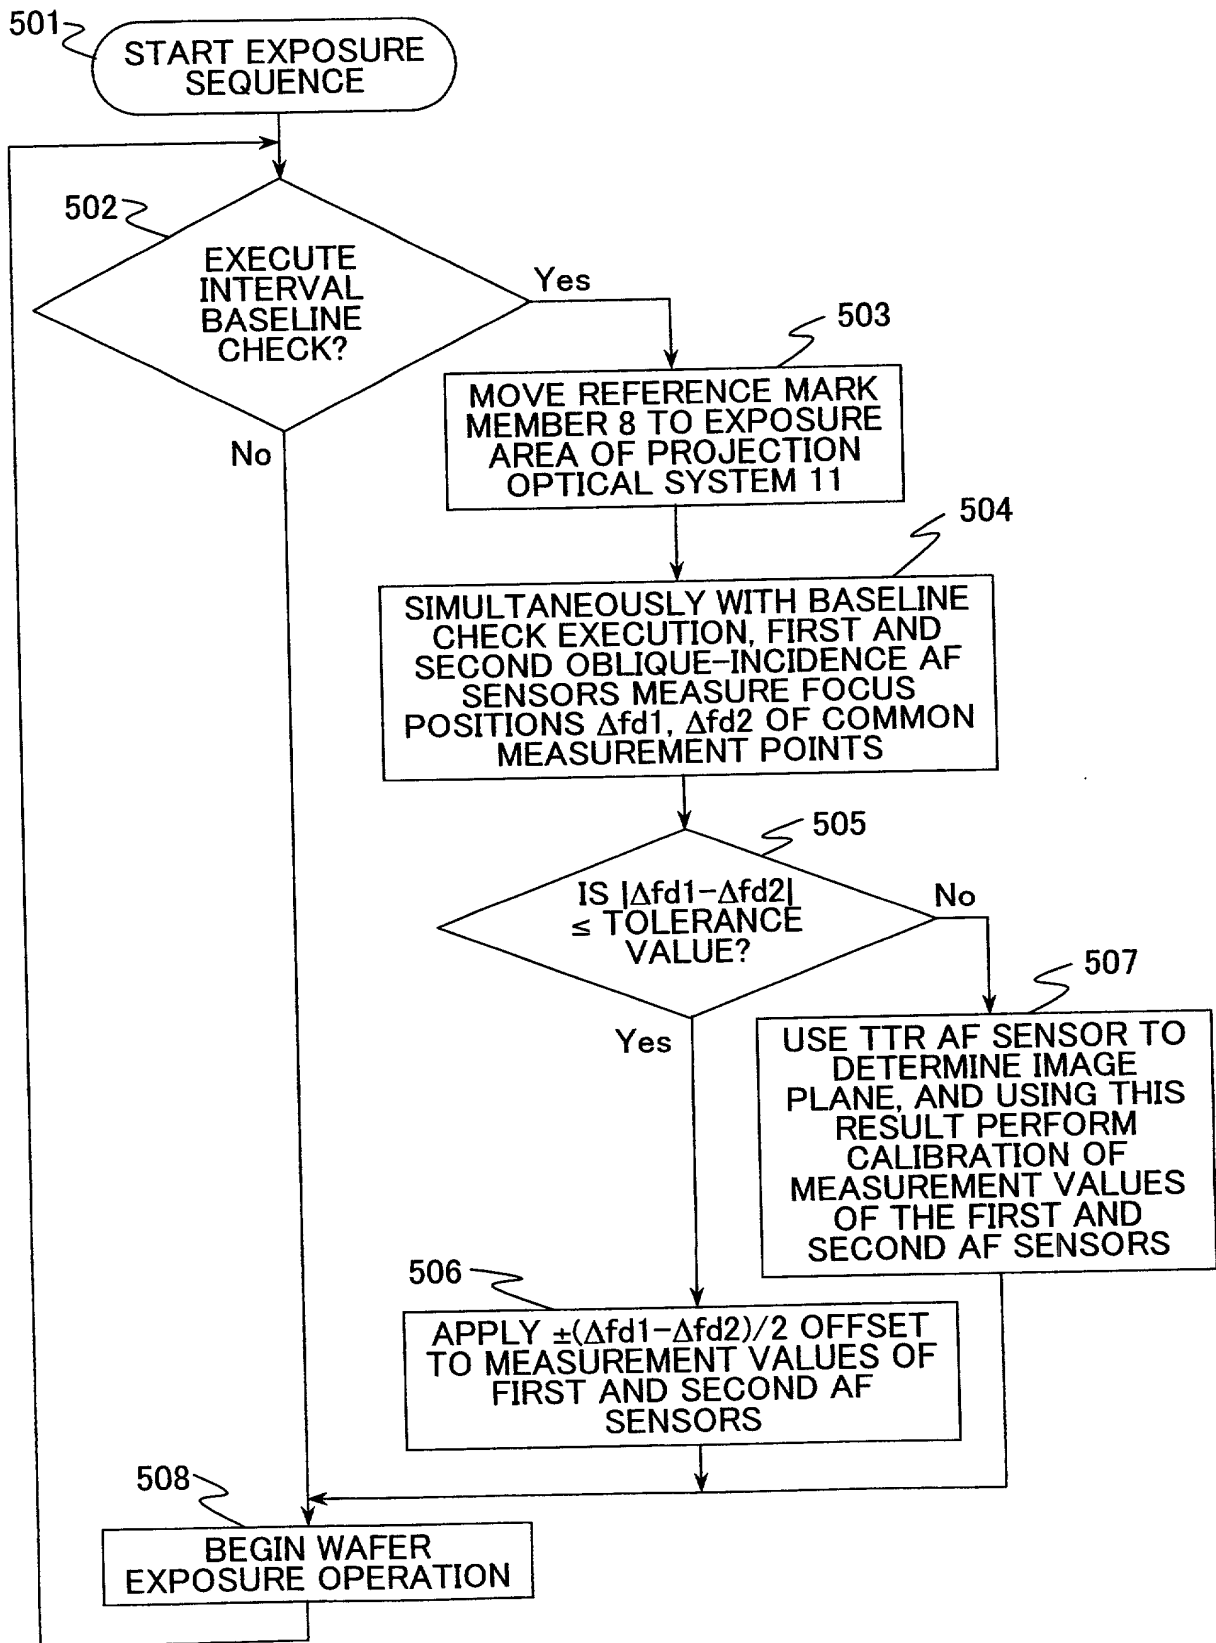 501
START EXPOSURE
SEQUENCE
502
EXECUTE
INTERVAL
BASELINE
CHECK?
Yes
No
503
MOVE REFERENCE MARK
MEMBER 8 TO EXPOSURE
AREA OF PROJECTION
OPTICAL SYSTEM 11
504
SIMULTANEOUSLY WITH BASELINE
CHECK EXECUTION, FIRST AND
SECOND OBLIQUE-INCIDENCE AF
SENSORS MEASURE FOCUS
POSITIONS Δfd1, Δfd2 OF COMMON
MEASUREMENT POINTS
505
IS |Δfd1-Δfd2|
≤ TOLERANCE
VALUE?
No
Yes
507
USE TTR AF SENSOR TO
DETERMINE IMAGE
PLANE, AND USING THIS
RESULT PERFORM
CALIBRATION OF
MEASUREMENT VALUES
OF THE FIRST AND
SECOND AF SENSORS
506
APPLY ±(Δfd1-Δfd2)/2 OFFSET
TO MEASUREMENT VALUES OF
FIRST AND SECOND AF
SENSORS
508
BEGIN WAFER
EXPOSURE OPERATION